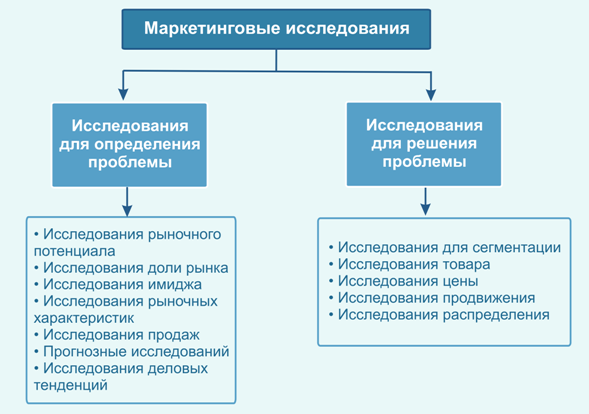 Маркетинговые исследования
Исследования
для определения
проблемы
Исследования
для решения
проблемы
• Исследования рыночного
потенциала
• Исследования доли рынка
• Исследования имиджа
• Исследования рыночных
характеристик
• Исследования продаж
• Прогнозные исследований
• Исследования деловых
тенденций
• Исследования для сегментации
• Исследования товара
• Исследования цены
• Исследования продвижения
• Исследования распределения